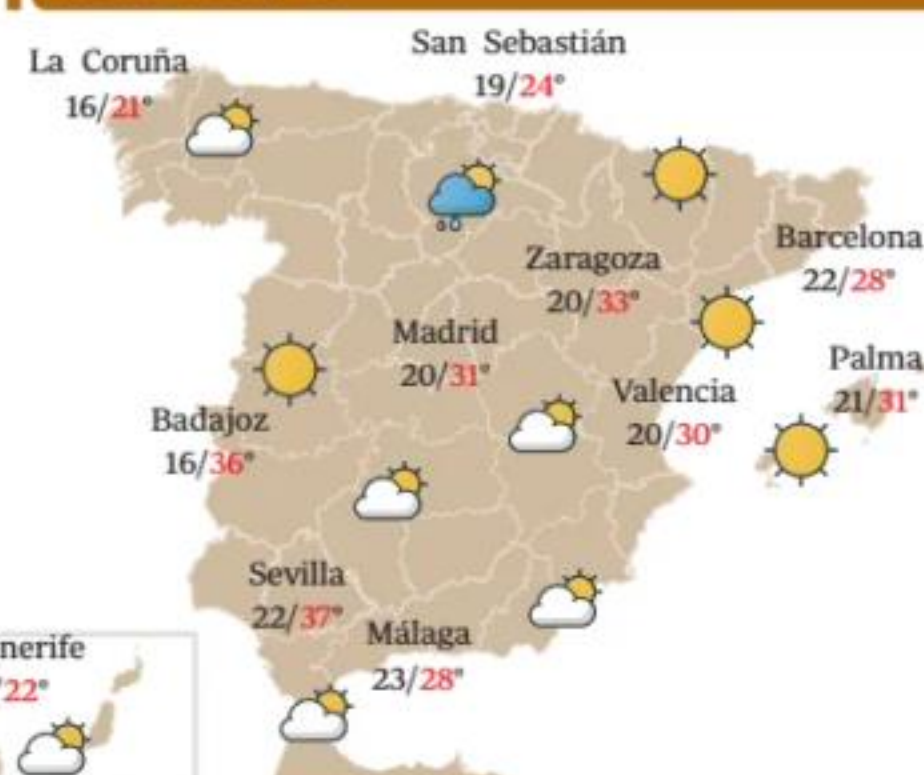 La Coruña
16/21°
San Sebastián
19/24°
Barcelona
22/28°
Zaragoza
20/33°
Madrid
20/31°
Palma
21/31°
Valencia
20/30°
Badajoz
16/36°
Sevilla
22/37°
Málaga
23/28°
nerife
/22°